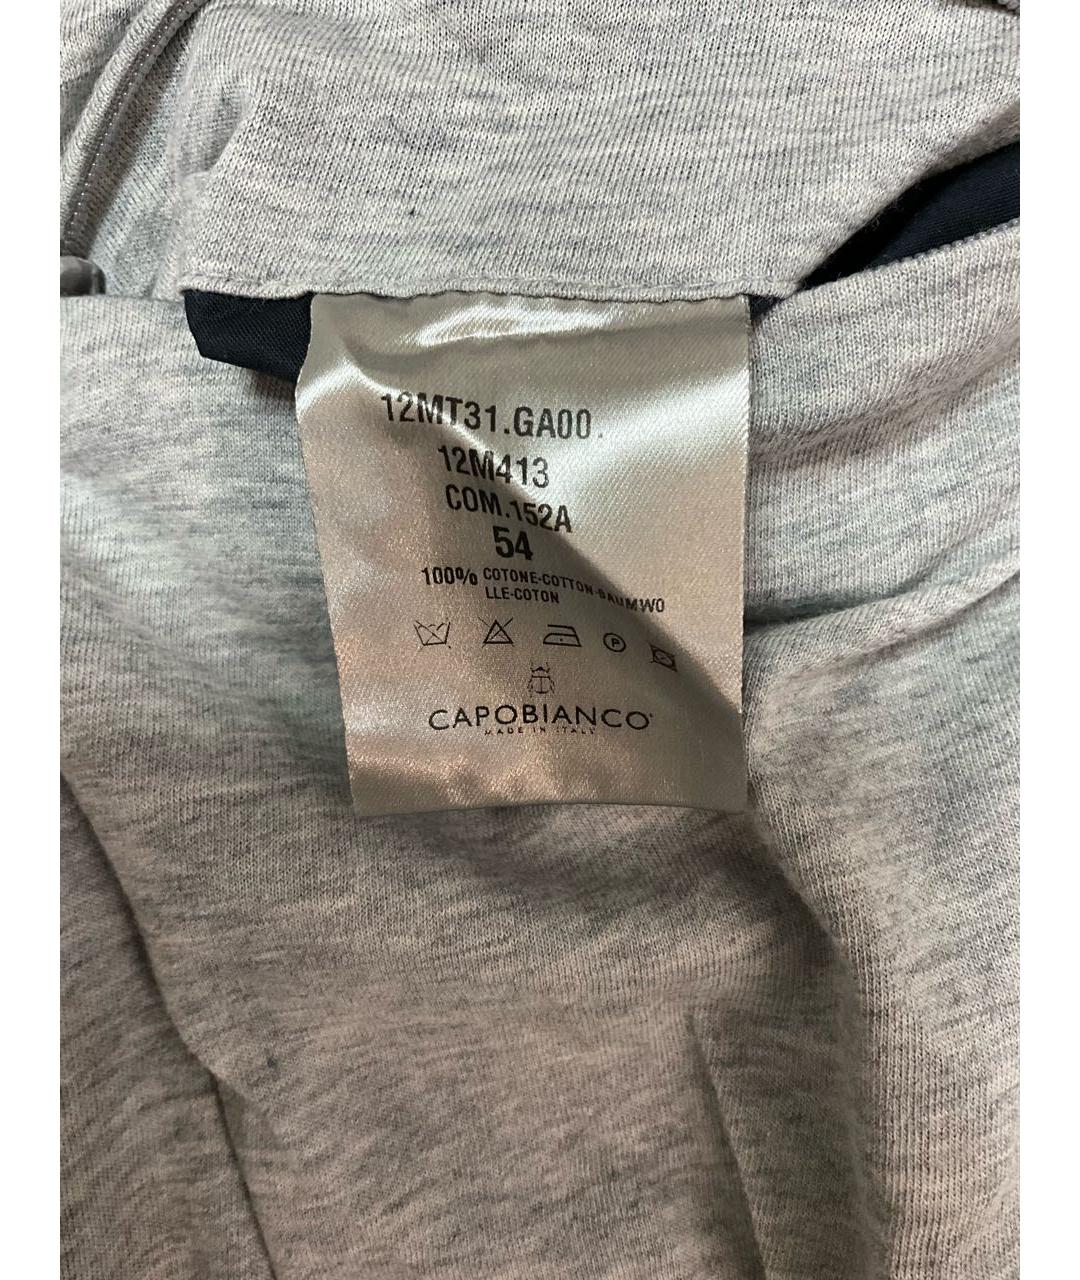 12MT31.GA00.
12M413
COM.152A
54
100% COTONE-COTTON-BAUMWO
LLE-COTON
P
CAPOBIANCO
MADE IN ITALY